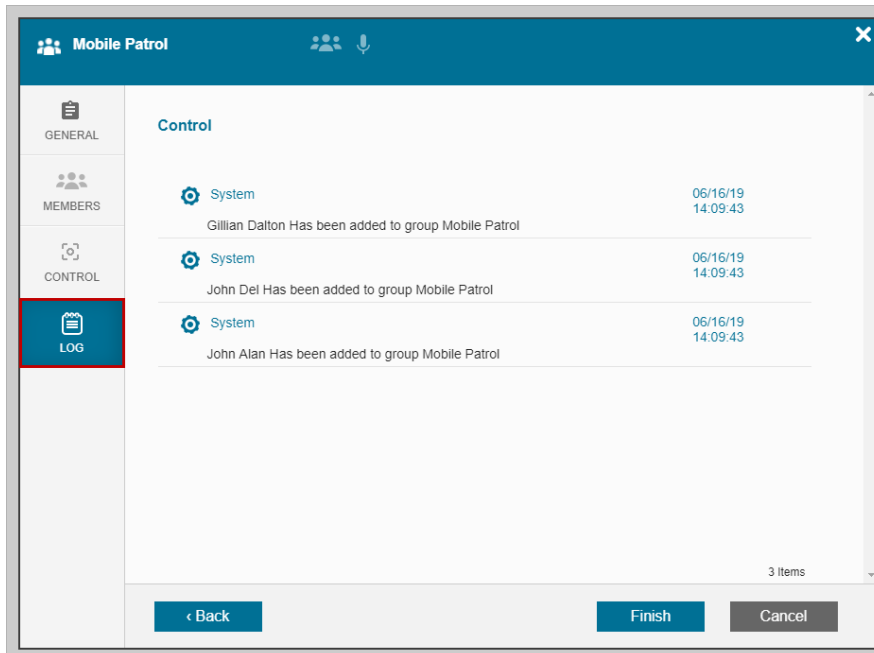 Mobile Patrol
GENERAL
MEMBERS
CONTROL
LOG
Control
System
06/16/19
14:09:43
Gillian Dalton Has been added to group Mobile Patrol
System
06/16/19
14:09:43
John Del Has been added to group Mobile Patrol
System
06/16/19
14:09:43
John Alan Has been added to group Mobile Patrol
3 Items
‹ Back
Finish
Cancel